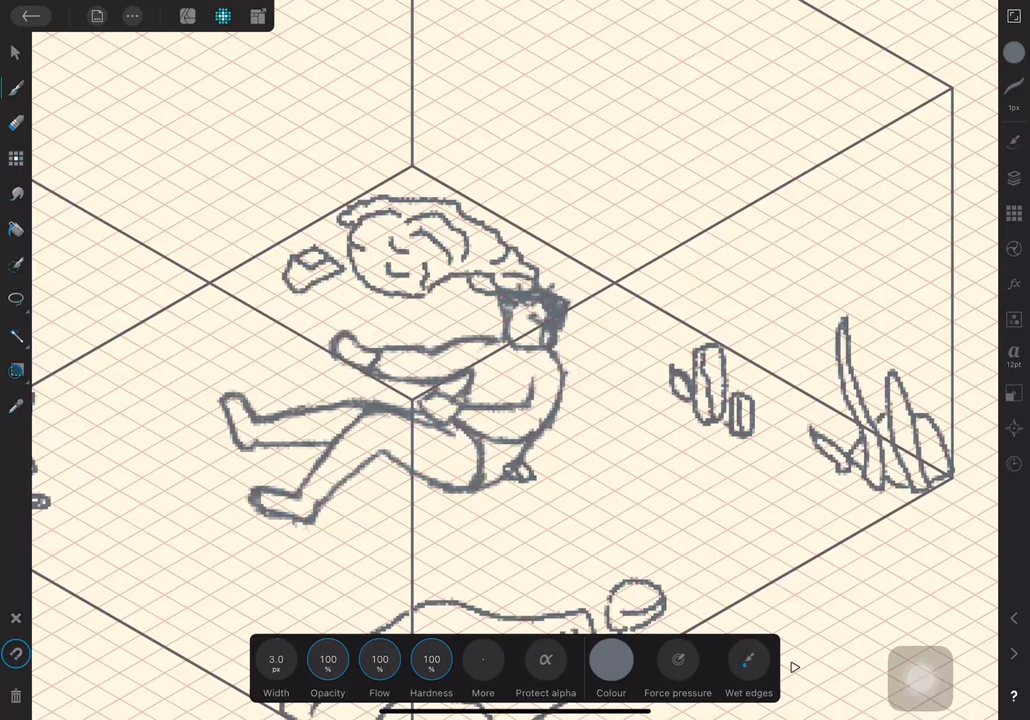 1px
12pt
3.0
px
100
%
100
%
100
%
α
Width
Opacity
Flow
Hardness
More
Protect alpha
Colour
Force pressure
Wet edges
fx
a
?